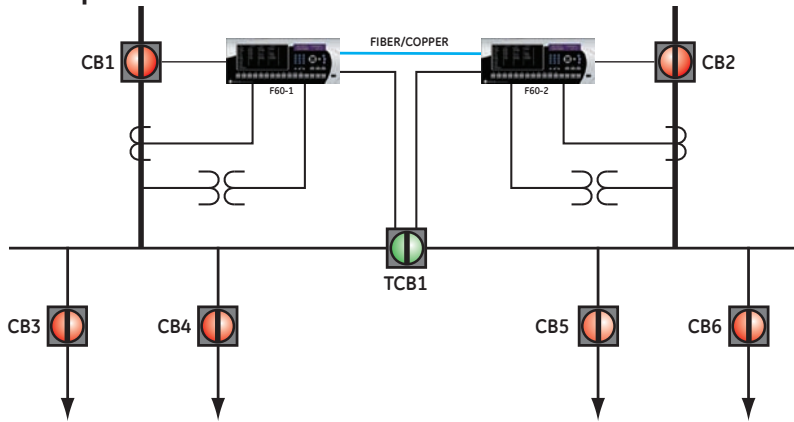 FIBER/COPPER
CB1
CB2
F60-1
F60-2
TCB1
CB3
CB4
CB5
CB6